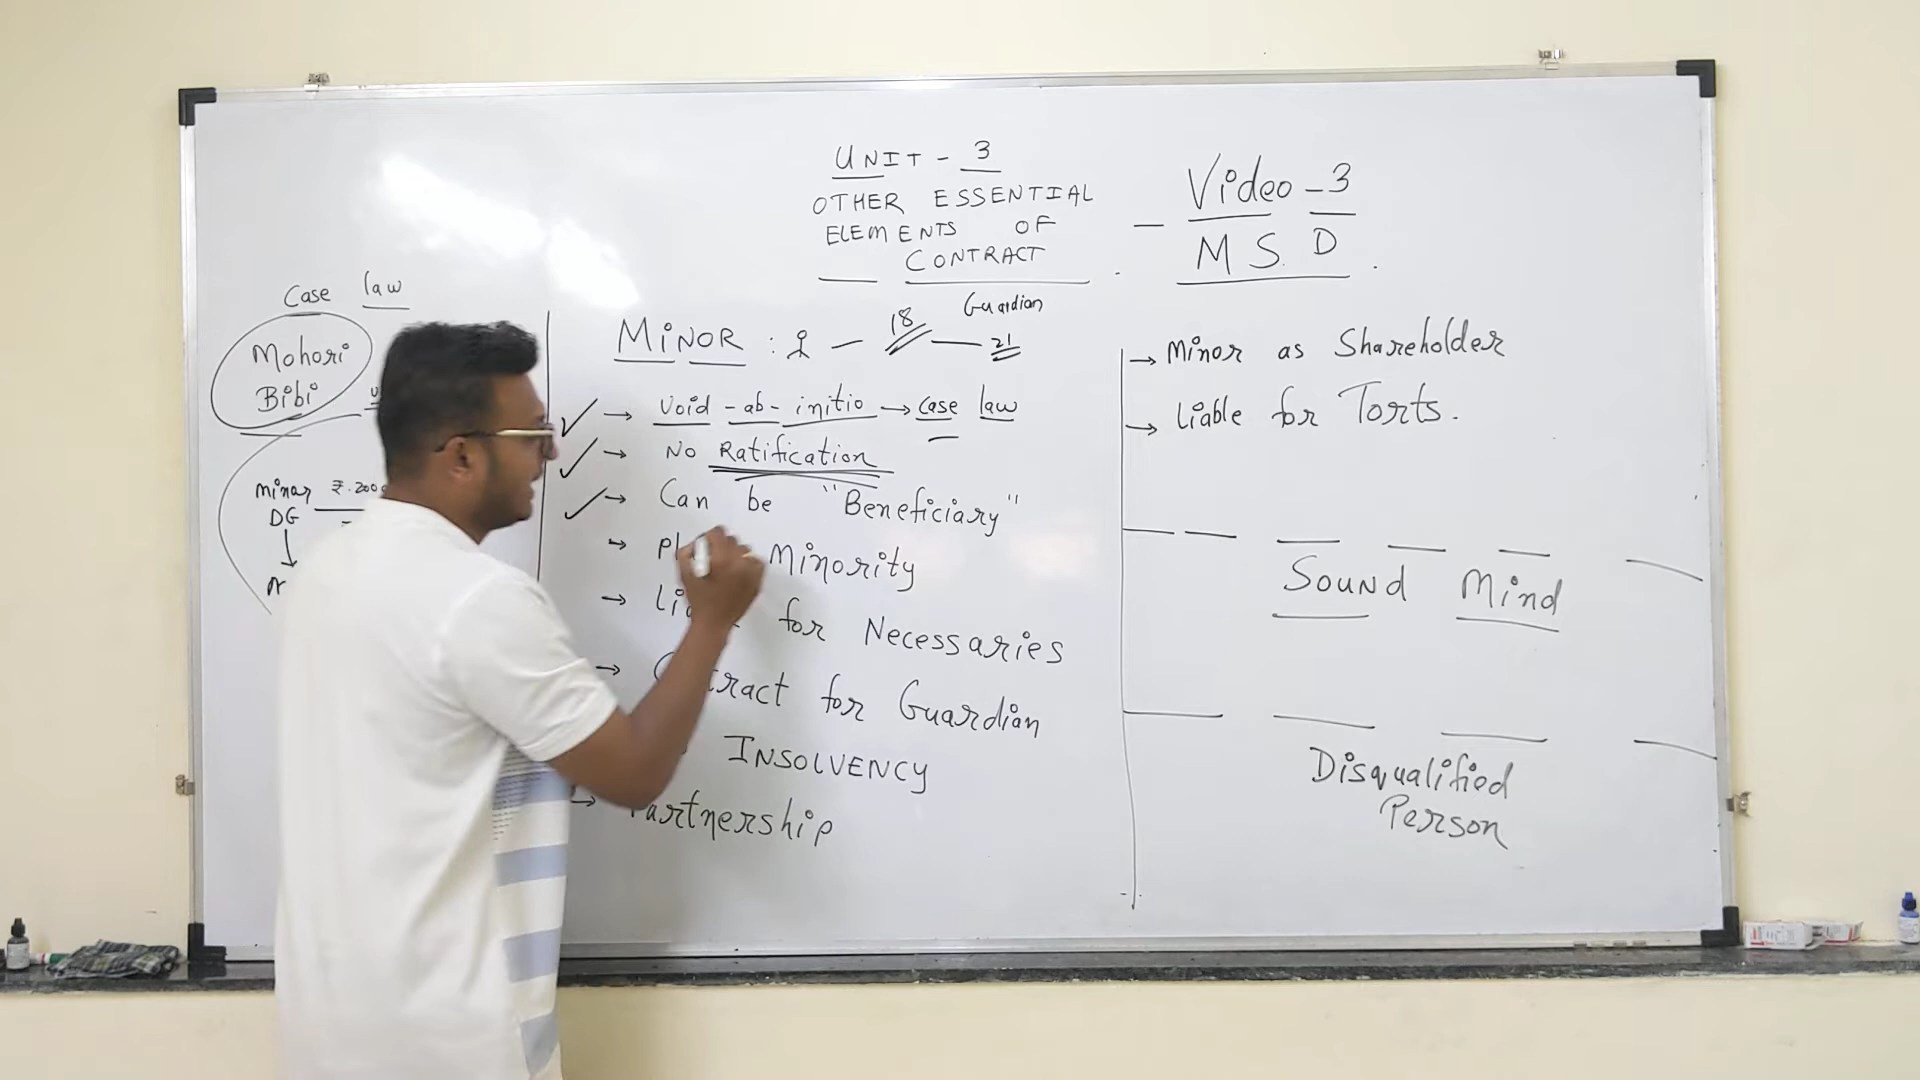 UNIT - 3
OTHER ESSENTIAL
ELEMENTS OF
CONTRACT
— Video - 3
M S. D
Case law
Mohori
Bibi
minor ₹.200
DG
MINOR : — 18 — 21
Guardian
✓ → void - ab - initio → case law
✓ → No Ratification
✓ → Can be "Beneficiary"
→ Minority
→ for Necessaries
→ for Guardian
INSOLVENCY
→ Partnership
→ Minor as Shareholder
→ liable for Torts.
Sound Mind
Disqualified
Person